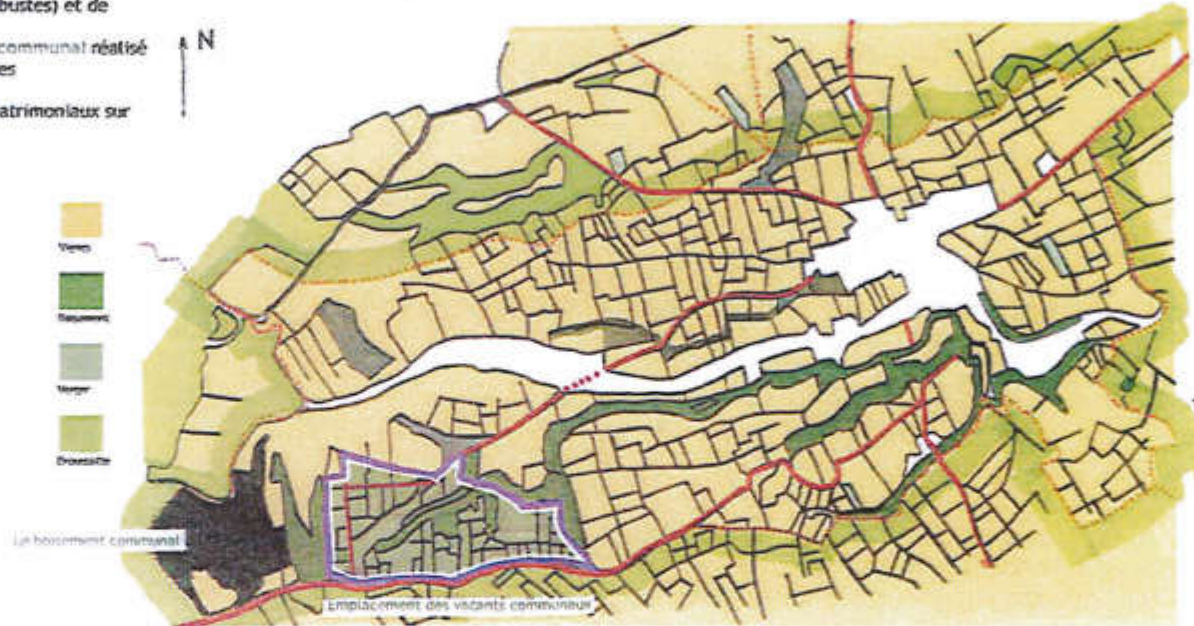 bustes) et de
communal réalisé
es
atrimoniaux sur
N
Vignes
Boisement
Verger
Broussaille
Le boisement communal
Emplacement des vacants communaux